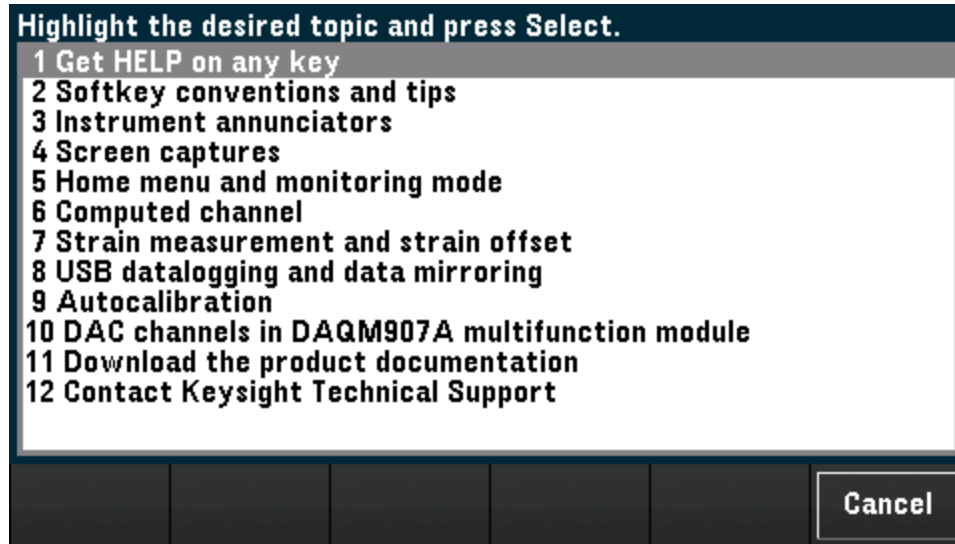 Highlight the desired topic and press Select.
1 Get HELP on any key
2 Softkey conventions and tips
3 Instrument annunciators
4 Screen captures
5 Home menu and monitoring mode
6 Computed channel
7 Strain measurement and strain offset
8 USB datalogging and data mirroring
9 Autocalibration
10 DAC channels in DAQM907A multifunction module
11 Download the product documentation
12 Contact Keysight Technical Support
Cancel